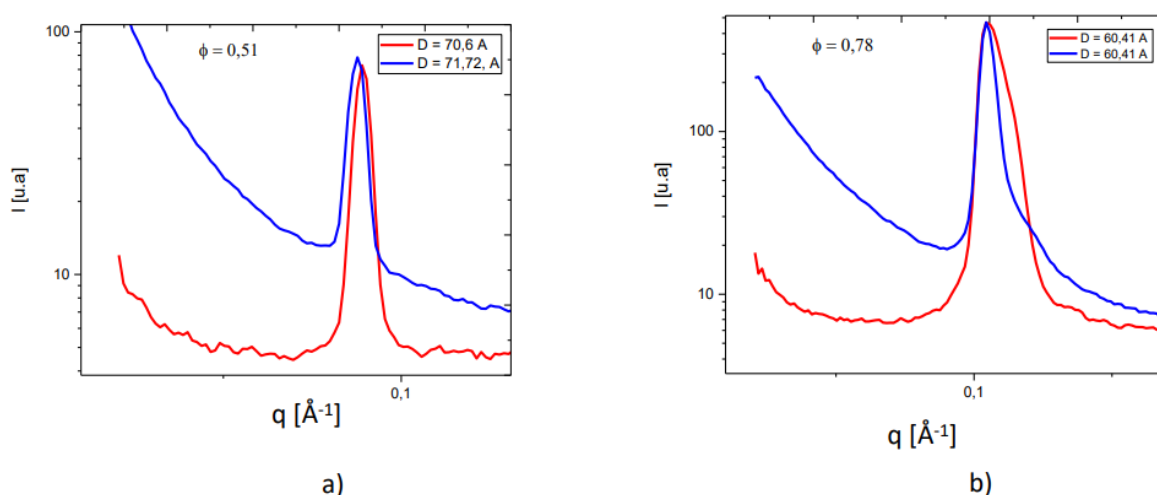 100
ϕ = 0,51
D = 70,6 A
D = 71,72, A
I [u.a]
10
0,1
q [Å⁻¹]
a)
ϕ = 0,78
D = 60,41 A
D = 60,41 A
100
I [u.a]
10
0,1
q [Å⁻¹]
b)